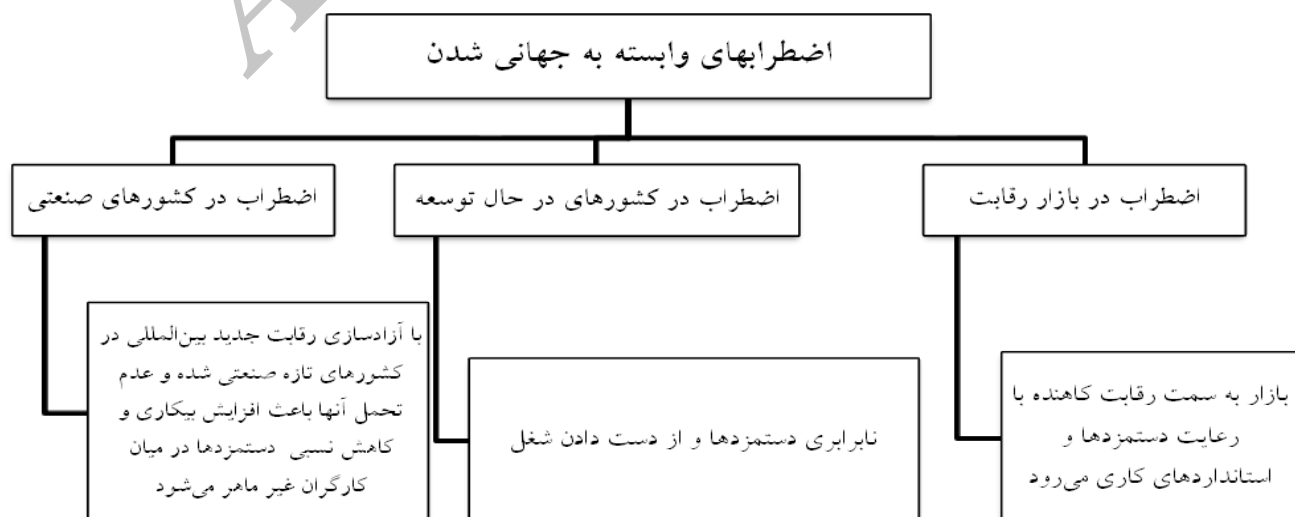 اضطرابهای وابسته به جهانی شدن
اضطراب در بازار رقابت
اضطراب در کشورهای در حال توسعه
اضطراب در کشورهای صنعتی
بازار به سمت رقابت کاهنده با
رعایت دستمزدها و
استانداردهای کاری می‌رود
نابرابری دستمزدها و از دست دادن شغل
با آزادسازی رقابت جدید بین‌المللی در
کشورهای تازه صنعتی شده و عدم
تحمل آنها باعث افزایش بیکاری و
کاهش نسبی دستمزدها در میان
کارگران غیر ماهر می‌شود